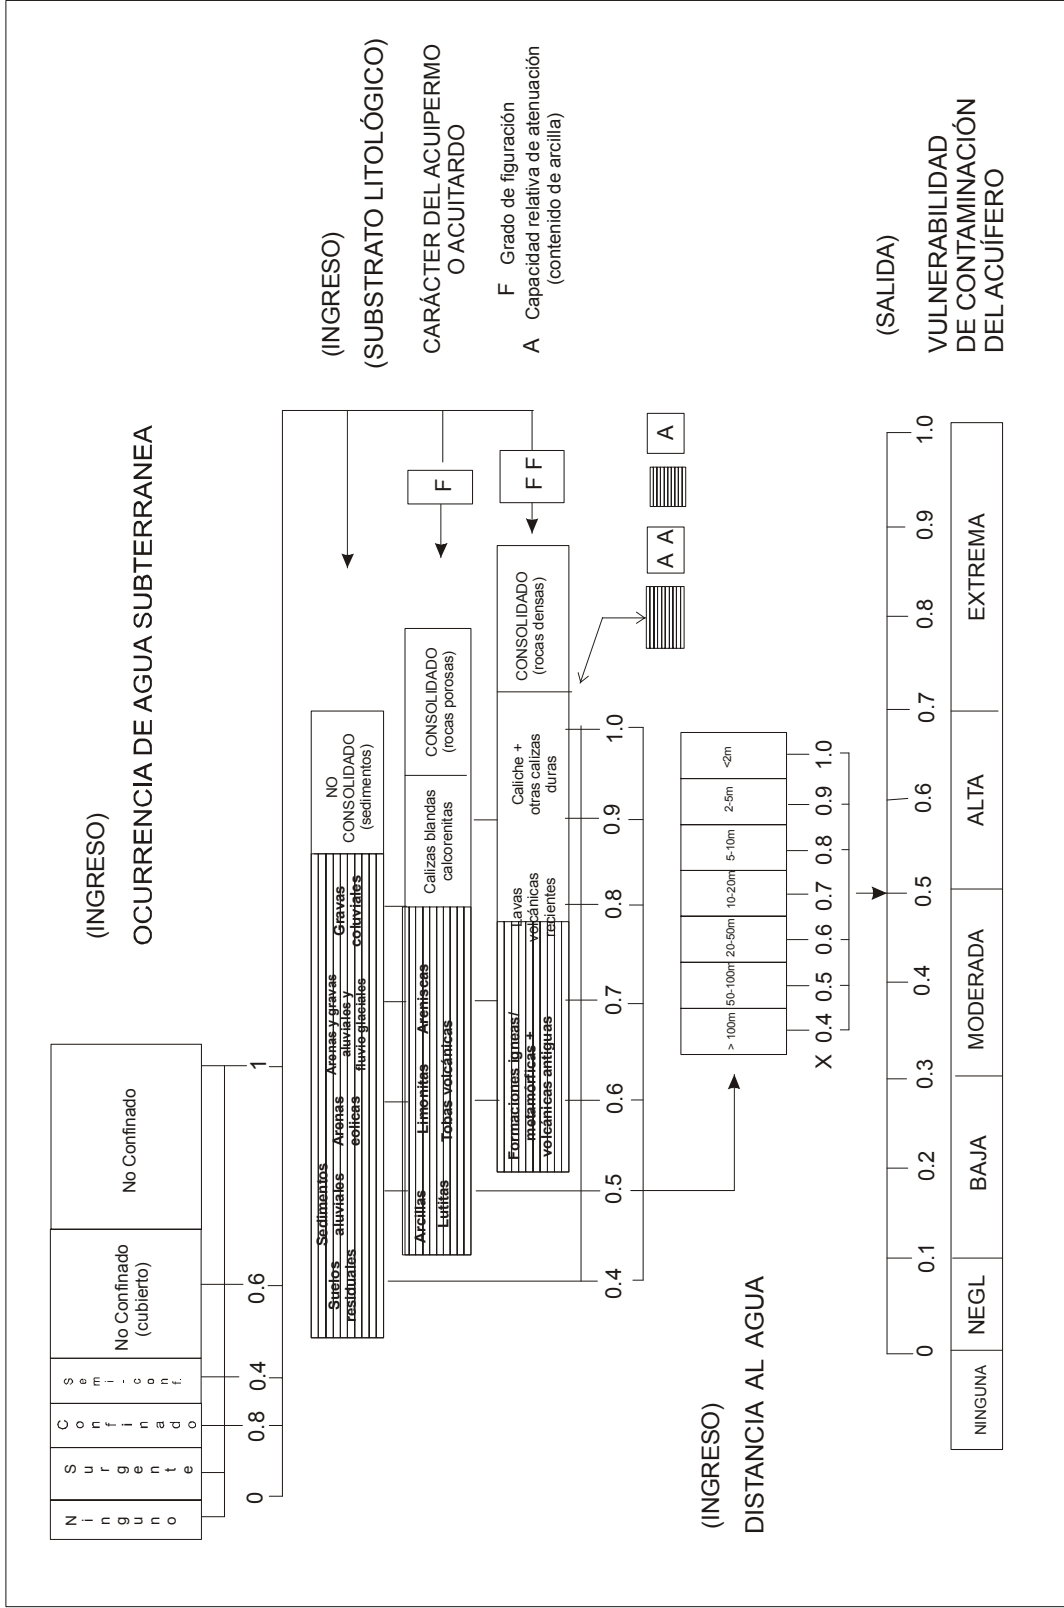 (INGRESO)
OCURRENCIA DE AGUA SUBTERRANEA
Ninguno
Surgente
Confinado
Semi-conf.
No Confinado
(cubierto)
No Confinado
0
0.8
0.4
0.6
1
(INGRESO)
(SUBSTRATO LITOLÓGICO)
CARÁCTER DEL ACUIPERMO
O ACUITARDO
F Grado de figuración
A Capacidad relativa de atenuación
(contenido de arcilla)
Suelos
residuales
Sedimentos
aluviales
Arenas
eolicas
Arenas y gravas
aluviales y
fluvio glaciales
Gravas
coluviales
NO
CONSOLIDADO
(sedimentos)
Arcillas
Lutitas
Limonitas
Areniscas
Tobas volcánicas
Calizas blandas
calcorenitas
CONSOLIDADO
(rocas porosas)
F
Formaciones igneas/
metamórficas +
volcánicas antiguas
Lavas
volcánicas
recientes
Caliche +
otras calizas
duras
CONSOLIDADO
(rocas densas)
F F
A A
A
0.4
0.5
0.6
0.7
0.8
0.9
1.0
(INGRESO)
DISTANCIA AL AGUA
> 100m
50-100m
20-50m
10-20m
5-10m
2-5m
<2m
X 0.4 0.5 0.6 0.7 0.8 0.9 1.0
(SALIDA)
VULNERABILIDAD
DE CONTAMINACIÓN
DEL ACUÍFERO
0 0.1 0.2 0.3 0.4 0.5 0.6 0.7 0.8 0.9 1.0
NINGUNA
NEGL
BAJA
MODERADA
ALTA
EXTREMA